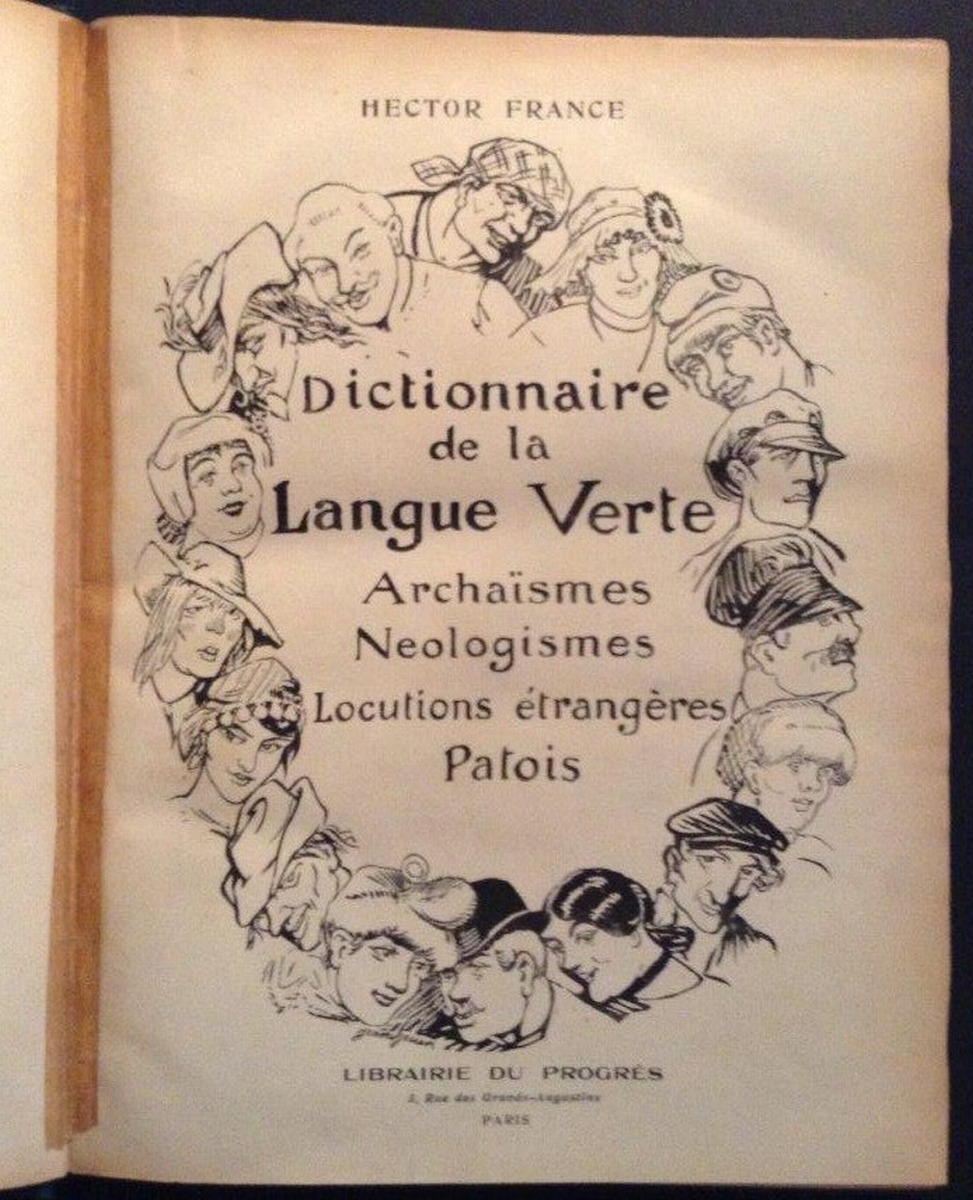 HECTOR FRANCE
Dictionnaire
de la
Langue Verte
Archaïsmes
Neologismes
Locutions étrangères
Patois
LIBRAIRIE DU PROGRÈS
Rue des Grands-Augustins
PARIS